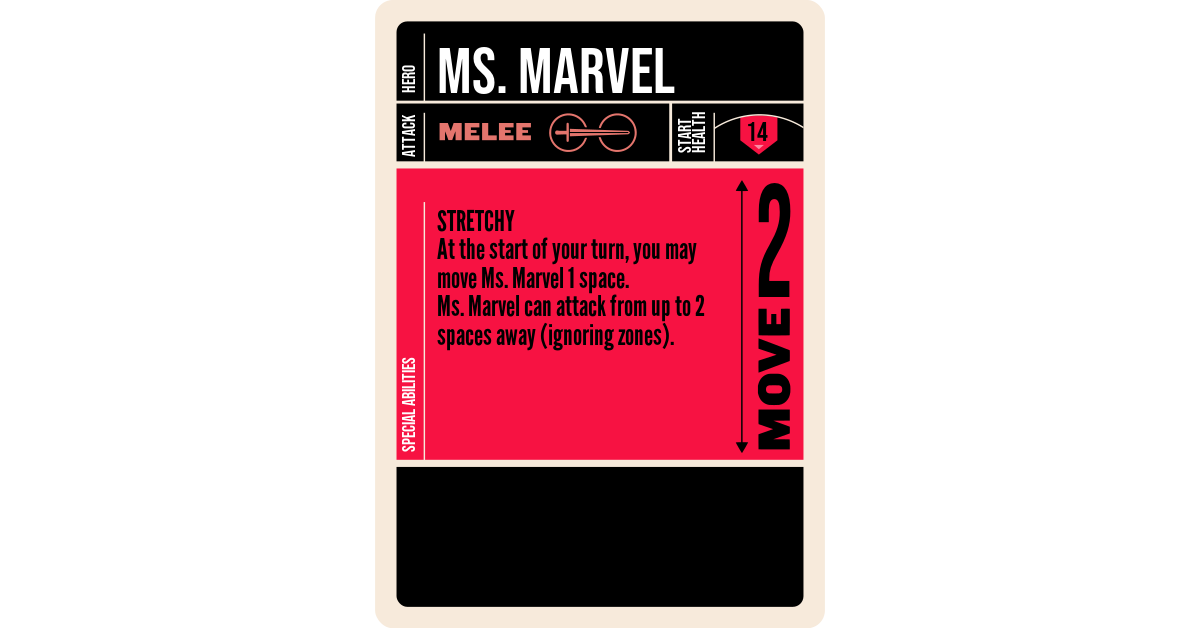 HERO
MS. MARVEL
ATTACK
MELEE
START
HEALTH
14
SPECIAL ABILITIES
STRETCHY
At the start of your turn, you may
move Ms. Marvel 1 space.
Ms. Marvel can attack from up to 2
spaces away (ignoring zones).
MOVE 2